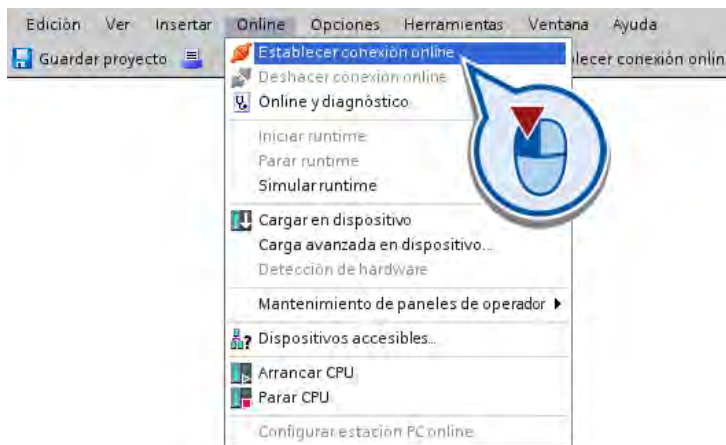 Edición Ver Insertar Online Opciones Herramientas Ventana Ayuda
Guardar proyecto
Establecer conexión online
lecer conexión onlin
Deshacer conexión online
Online y diagnóstico
Iniciar runtime
Parar runtime
Simular runtime
Cargar en dispositivo
Carga avanzada en dispositivo...
Detección de hardware
Mantenimiento de paneles de operador
Dispositivos accesibles...
Arrancar CPU
Parar CPU
Configurar estación PC online